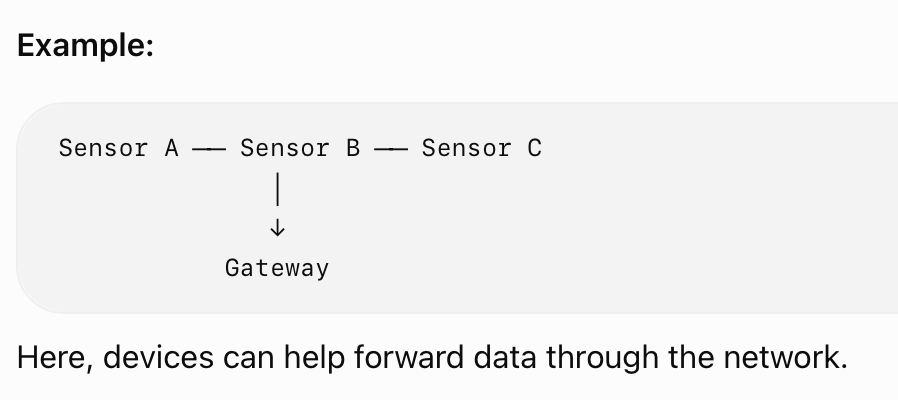 Example:
Sensor A —— Sensor B —— Sensor C
│
↓
Gateway
Here, devices can help forward data through the network.